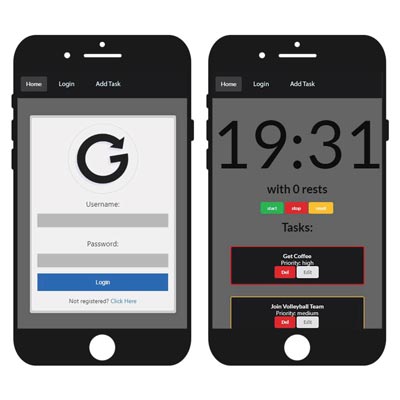 Home Login Add Task
Username:
Password:
Login
Not registered? Click Here
Home Login Add Task
19:31
with 0 rests
start stop reset
Tasks:
Get Coffee
Priority: high
Del Edit
Join Volleyball Team
Priority: medium
Del Edit